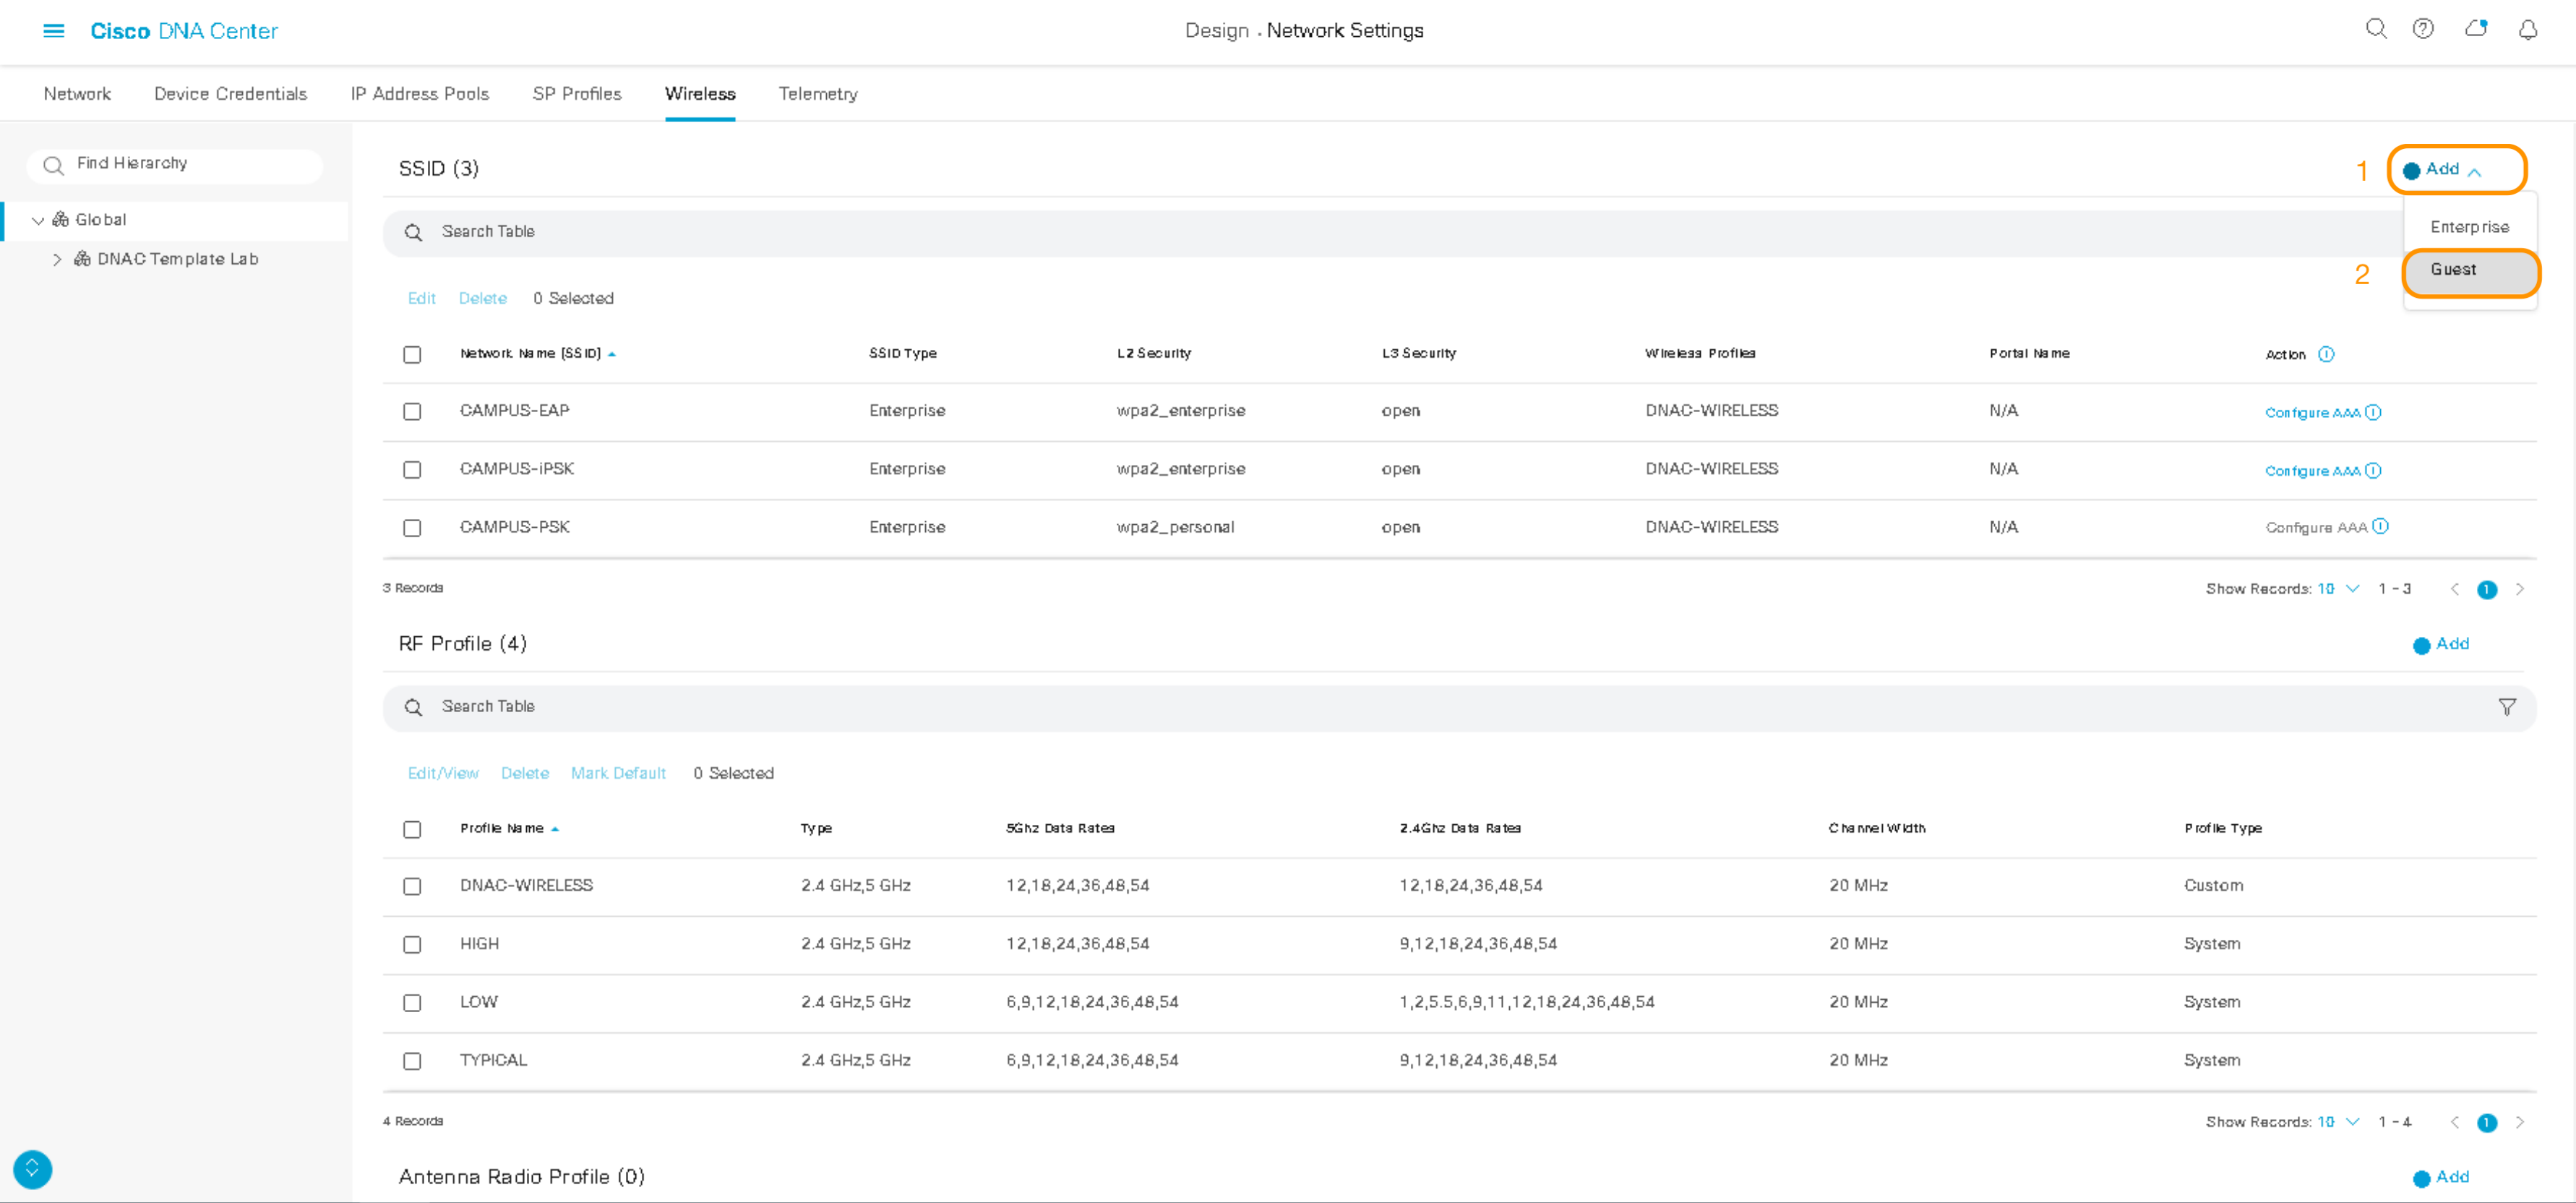 Cisco DNA Center
Design · Network Settings
Network Device Credentials IP Address Pools SP Profiles Wireless Telemetry
Find Hierarchy
Global
DNAC Template Lab
SSID (3)
1 Add
Search Table
Enterprise
2 Guest
Edit Delete 0 Selected
Network Name (SSID) SSID Type L2 Security L3 Security Wireless Profiles Portal Name Action
CAMPUS-EAP Enterprise wpa2_enterprise open DNAC-WIRELESS N/A Configure AAA
CAMPUS-iPSK Enterprise wpa2_enterprise open DNAC-WIRELESS N/A Configure AAA
CAMPUS-PSK Enterprise wpa2_personal open DNAC-WIRELESS N/A Configure AAA
3 Records Show Records: 10 1 - 3 1
RF Profile (4) Add
Search Table
Edit/View Delete Mark Default 0 Selected
Profile Name Type 5Ghz Data Rates 2.4Ghz Data Rates Channel Width Profile Type
DNAC-WIRELESS 2.4 GHz,5 GHz 12,18,24,36,48,54 12,18,24,36,48,54 20 MHz Custom
HIGH 2.4 GHz,5 GHz 12,18,24,36,48,54 9,12,18,24,36,48,54 20 MHz System
LOW 2.4 GHz,5 GHz 6,9,12,18,24,36,48,54 1,2,5.5,6,9,11,12,18,24,36,48,54 20 MHz System
TYPICAL 2.4 GHz,5 GHz 6,9,12,18,24,36,48,54 9,12,18,24,36,48,54 20 MHz System
4 Records Show Records: 10 1 - 4 1
Antenna Radio Profile (0) Add